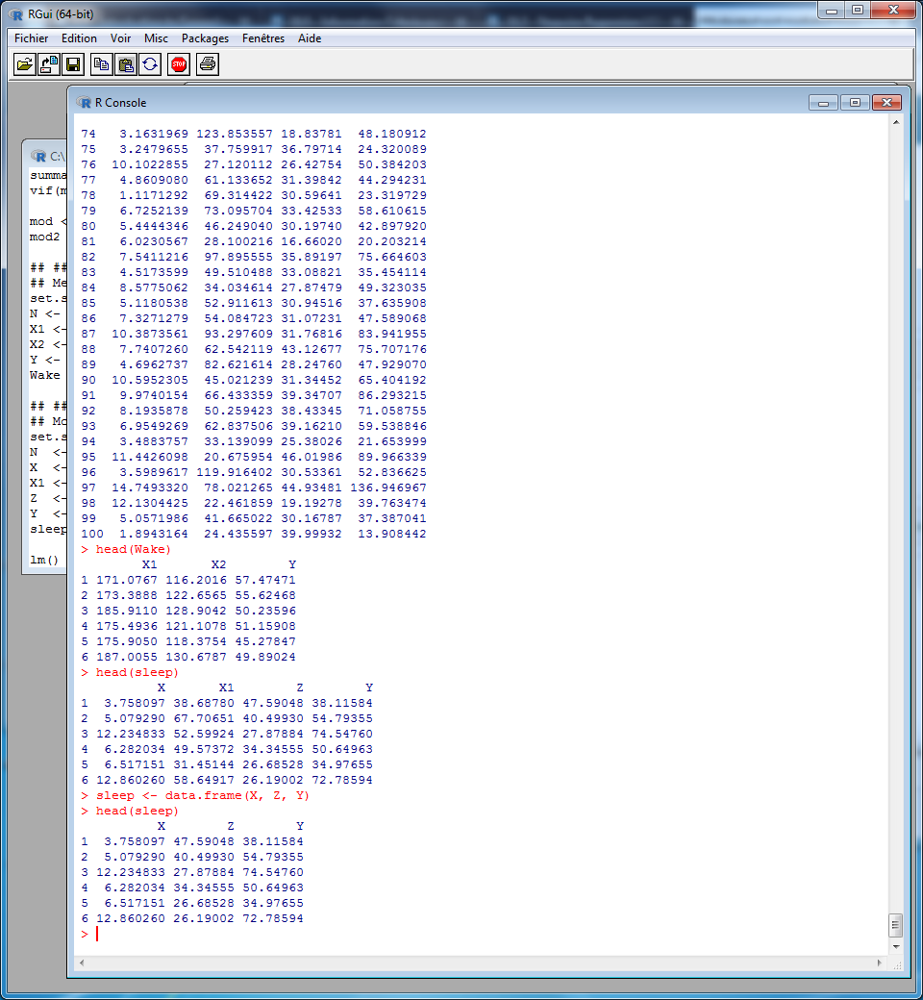 RGui (64-bit)
Fichier Edition Voir Misc Packages Fenêtres Aide
STOP
R Console
C:\
summa
vif(m
mod <
mod2
## ##
## Me
set.s
N <-
X1 <-
X2 <-
Y <-
Wake
## ##
## Mo
set.s
N <-
X <-
X1 <-
Z <-
Y <-
sleep
lm()
74 3.1631969 123.853557 18.83781 48.180912
75 3.2479655 37.759917 36.79714 24.320089
76 10.1022855 27.120112 26.42754 50.384203
77 4.8609080 61.133652 31.39842 44.294231
78 1.1171292 69.314422 30.59641 23.319729
79 6.7252139 73.095704 33.42533 58.610615
80 5.4444346 46.249040 30.19740 42.897920
81 6.0230567 28.100216 16.66020 20.203214
82 7.5411216 97.895555 35.89197 75.664603
83 4.5173599 49.510488 33.08821 35.454114
84 8.5775062 34.034614 27.87479 49.323035
85 5.1180538 52.911613 30.94516 37.635908
86 7.3271279 54.084723 31.07231 47.589068
87 10.3873561 93.297609 31.76816 83.941955
88 7.7407260 62.542119 43.12677 75.707176
89 4.6962737 82.621614 28.24760 47.929070
90 10.5952305 45.021239 31.34452 65.404192
91 9.9740154 66.433359 39.34707 86.293215
92 8.1935878 50.259423 38.43345 71.058755
93 6.9549269 62.837506 39.16210 59.538846
94 3.4883757 33.139099 25.38026 21.653999
95 11.4426098 20.675954 46.01986 89.966339
96 3.5989617 119.916402 30.53361 52.836625
97 14.7493320 78.021265 44.93481 136.946967
98 12.1304425 22.461859 19.19278 39.763474
99 5.0571986 41.665022 30.16787 37.387041
100 1.8943164 24.435597 39.99932 13.908442
> head(Wake)
X1 X2 Y
1 171.0767 116.2016 57.47471
2 173.3888 122.6565 55.62468
3 185.9110 128.9042 50.23596
4 175.4936 121.1078 51.15908
5 175.9050 118.3754 45.27847
6 187.0055 130.6787 49.89024
> head(sleep)
X X1 Z Y
1 3.758097 38.68780 47.59048 38.11584
2 5.079290 67.70651 40.49930 54.79355
3 12.234833 52.59924 27.87884 74.54760
4 6.282034 49.57372 34.34555 50.64963
5 6.517151 31.45144 26.68528 34.97655
6 12.860260 58.64917 26.19002 72.78594
> sleep <- data.frame(X, Z, Y)
> head(sleep)
X Z Y
1 3.758097 47.59048 38.11584
2 5.079290 40.49930 54.79355
3 12.234833 27.87884 74.54760
4 6.282034 34.34555 50.64963
5 6.517151 26.68528 34.97655
6 12.860260 26.19002 72.78594
>